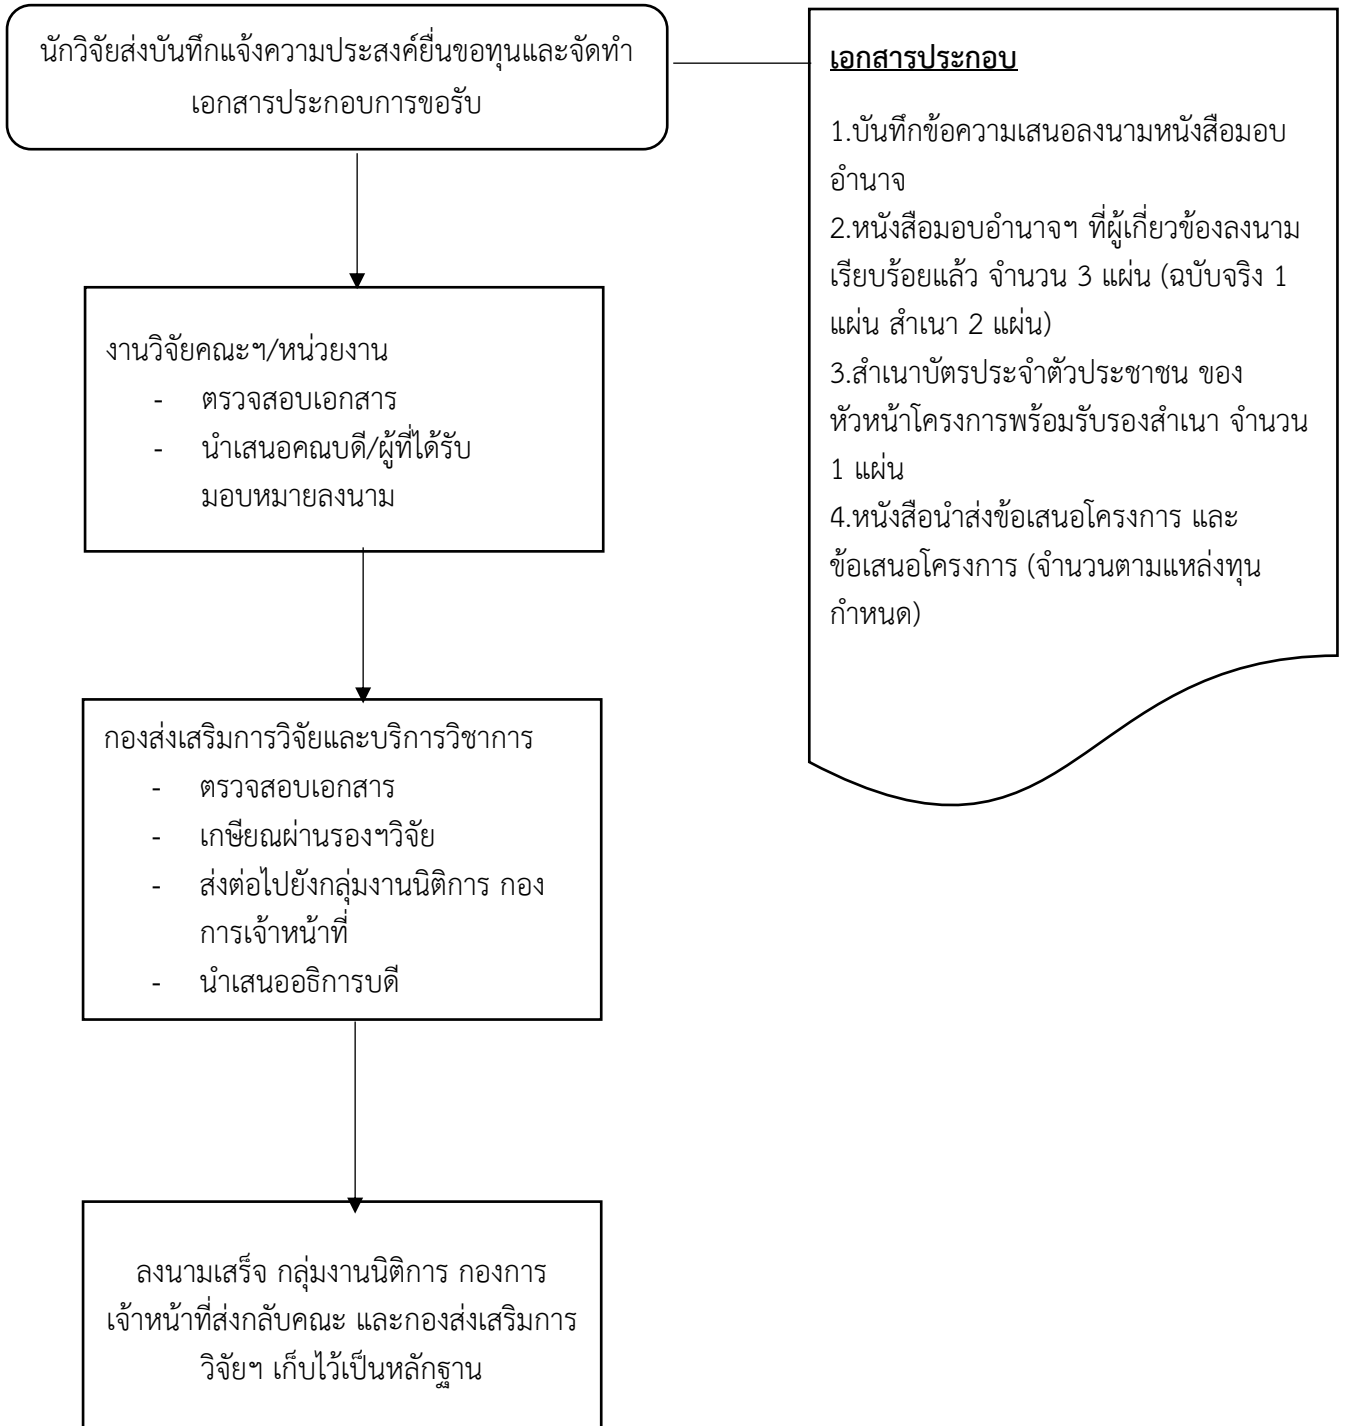 นักวิจัยส่งบันทึกแจ้งความประสงค์ยื่นขอทุนและจัดทำ
เอกสารประกอบการขอรับ
เอกสารประกอบ
1.บันทึกข้อความเสนอลงนามหนังสือมอบ
อำนาจ
2.หนังสือมอบอำนาจฯ ที่ผู้เกี่ยวข้องลงนาม
เรียบร้อยแล้ว จำนวน 3 แผ่น (ฉบับจริง 1
แผ่น สำเนา 2 แผ่น)
3.สำเนาบัตรประจำตัวประชาชน ของ
หัวหน้าโครงการพร้อมรับรองสำเนา จำนวน
1 แผ่น
4.หนังสือนำส่งข้อเสนอโครงการ และ
ข้อเสนอโครงการ (จำนวนตามแหล่งทุน
กำหนด)
งานวิจัยคณะฯ/หน่วยงาน
- ตรวจสอบเอกสาร
- นำเสนอคณบดี/ผู้ที่ได้รับ
มอบหมายลงนาม
กองส่งเสริมการวิจัยและบริการวิชาการ
- ตรวจสอบเอกสาร
- เกษียณผ่านรองฯวิจัย
- ส่งต่อไปยังกลุ่มงานนิติการ กอง
การเจ้าหน้าที่
- นำเสนออธิการบดี
ลงนามเสร็จ กลุ่มงานนิติการ กองการ
เจ้าหน้าที่ส่งกลับคณะ และกองส่งเสริมการ
วิจัยฯ เก็บไว้เป็นหลักฐาน